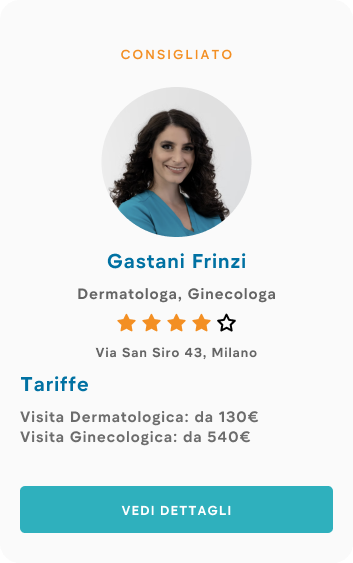 CONSIGLIATO
Gastani Frinzi
Dermatologa, Ginecologa
Via San Siro 43, Milano
Tariffe
Visita Dermatologica: da 130€
Visita Ginecologica: da 540€
VEDI DETTAGLI